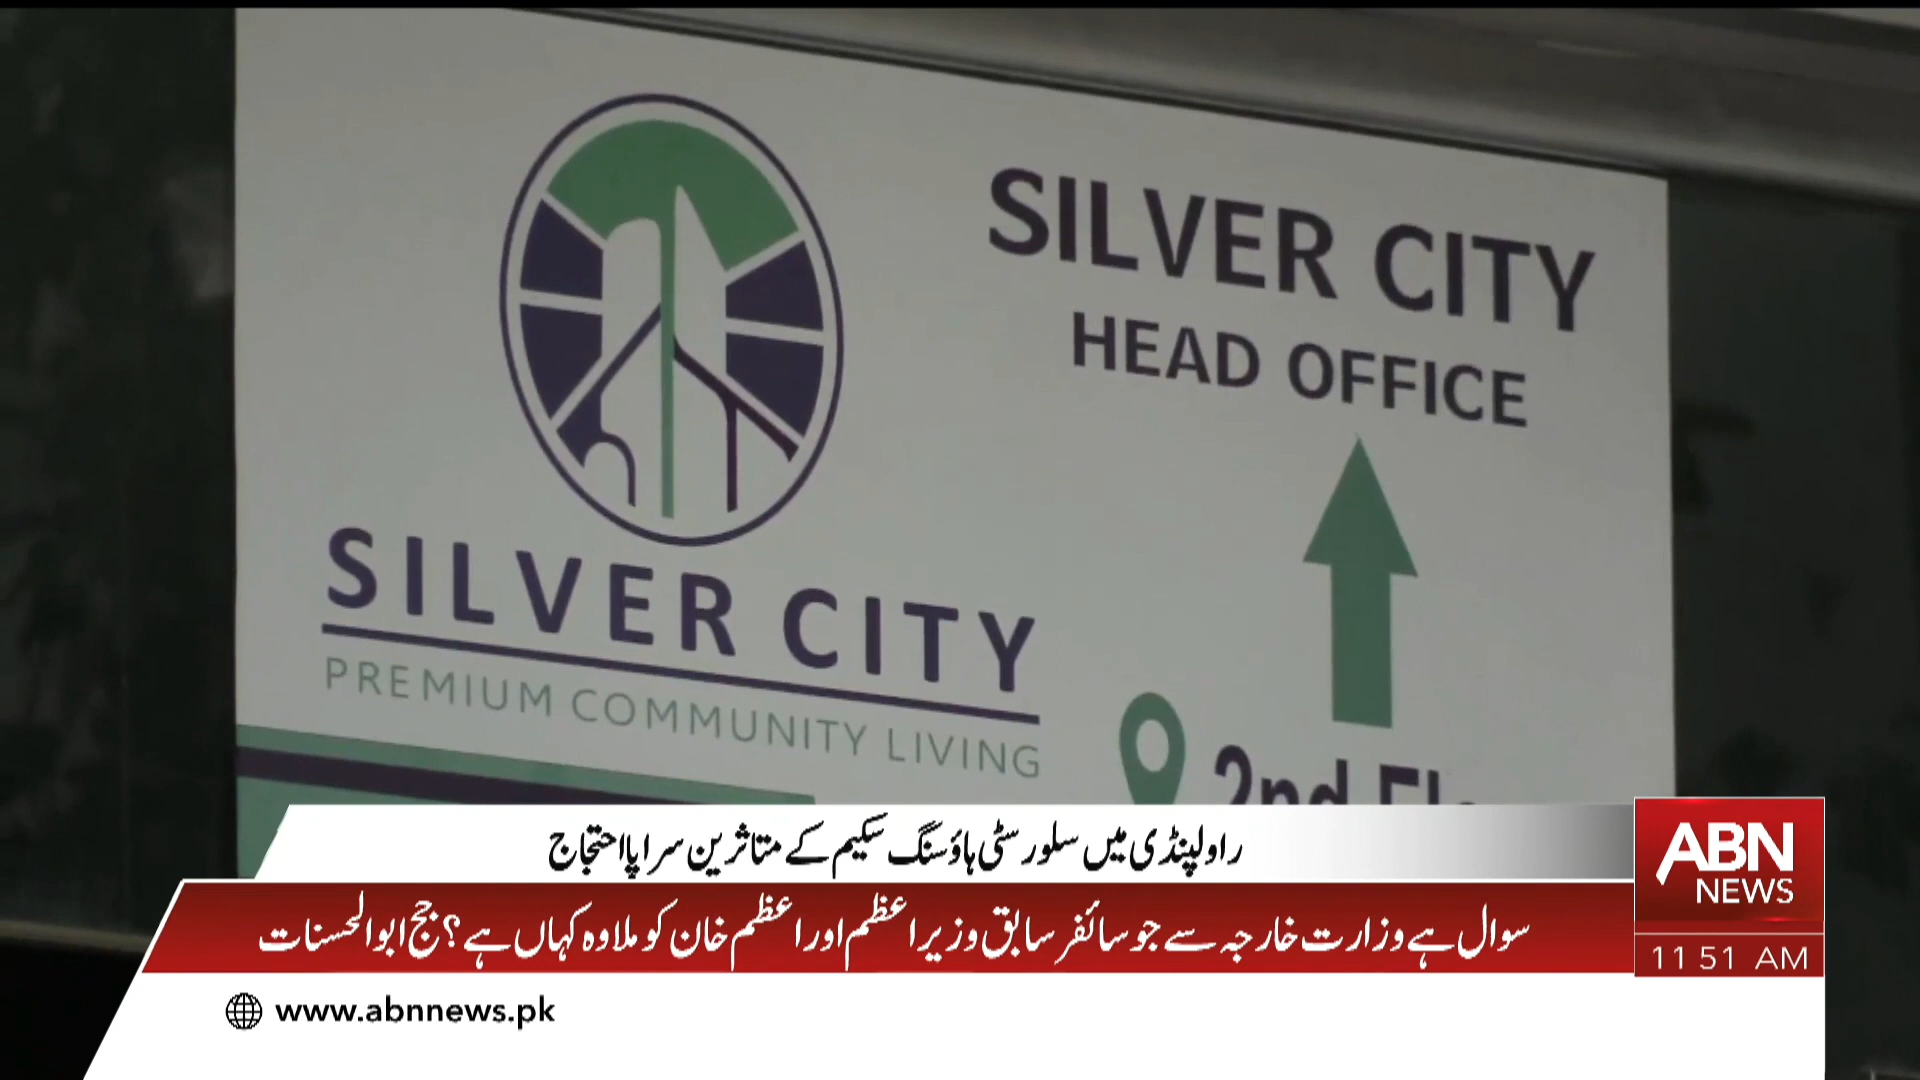 SILVER CITY
HEAD OFFICE
SILVER CITY
PREMIUM COMMUNITY LIVING
2nd
راولپنڈی میں سلور سٹی ہاؤسنگ سکیم کے متاثرین سراپا احتجاج
سوال ہے وزارت خارجہ سے جو سائفر سابق وزیراعظم اور اعظم خان کو ملا وہ کہاں ہے؟ جج ابوالحسنات
ABN
NEWS
11 51 AM
www.abnnews.pk